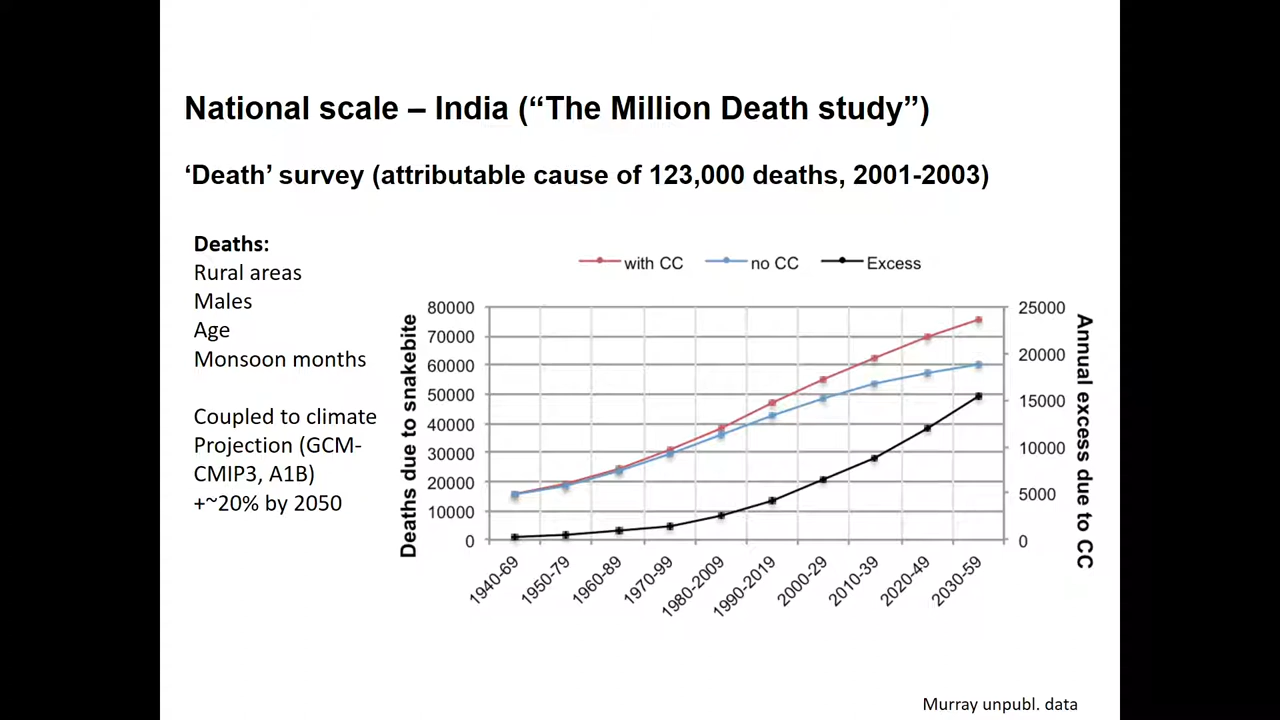 National scale – India (“The Million Death study”)
‘Death’ survey (attributable cause of 123,000 deaths, 2001-2003)
Deaths:
Rural areas
Males
Age
Monsoon months
Coupled to climate
Projection (GCM-
CMIP3, A1B)
+~20% by 2050
with CC
no CC
Excess
Deaths due to snakebite
80000
70000
60000
50000
40000
30000
20000
10000
0
25000
20000
15000
10000
5000
0
Annual excess due to CC
1940-69
1950-79
1960-89
1970-99
1980-2009
1990-2019
2000-29
2010-39
2020-49
2030-59
Murray unpubl. data